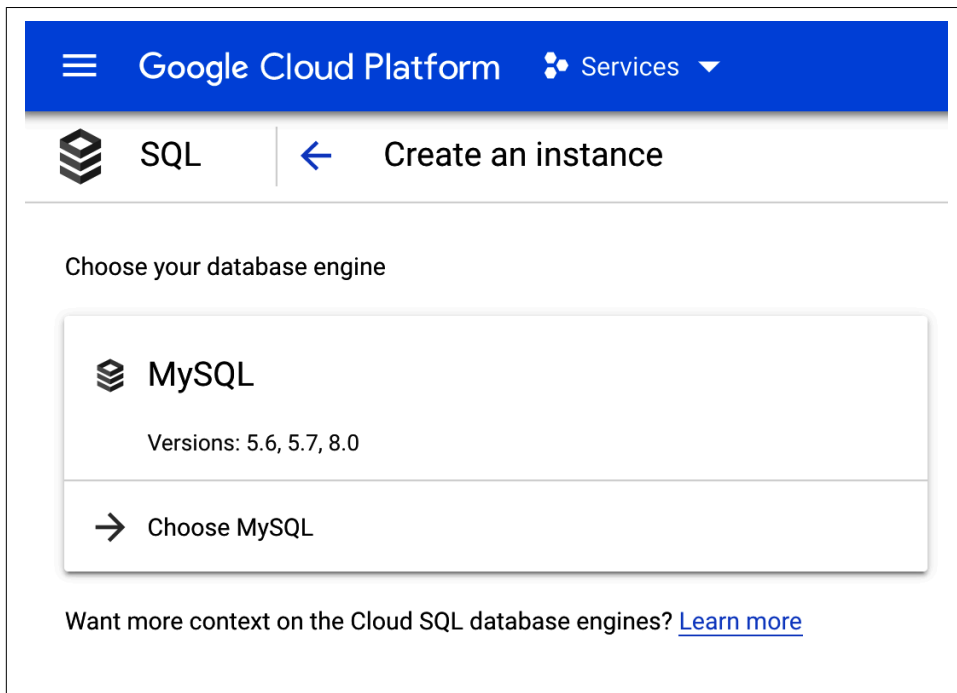 Google Cloud Platform Services
SQL Create an instance
Choose your database engine
MySQL
Versions: 5.6, 5.7, 8.0
Choose MySQL
Want more context on the Cloud SQL database engines? Learn more